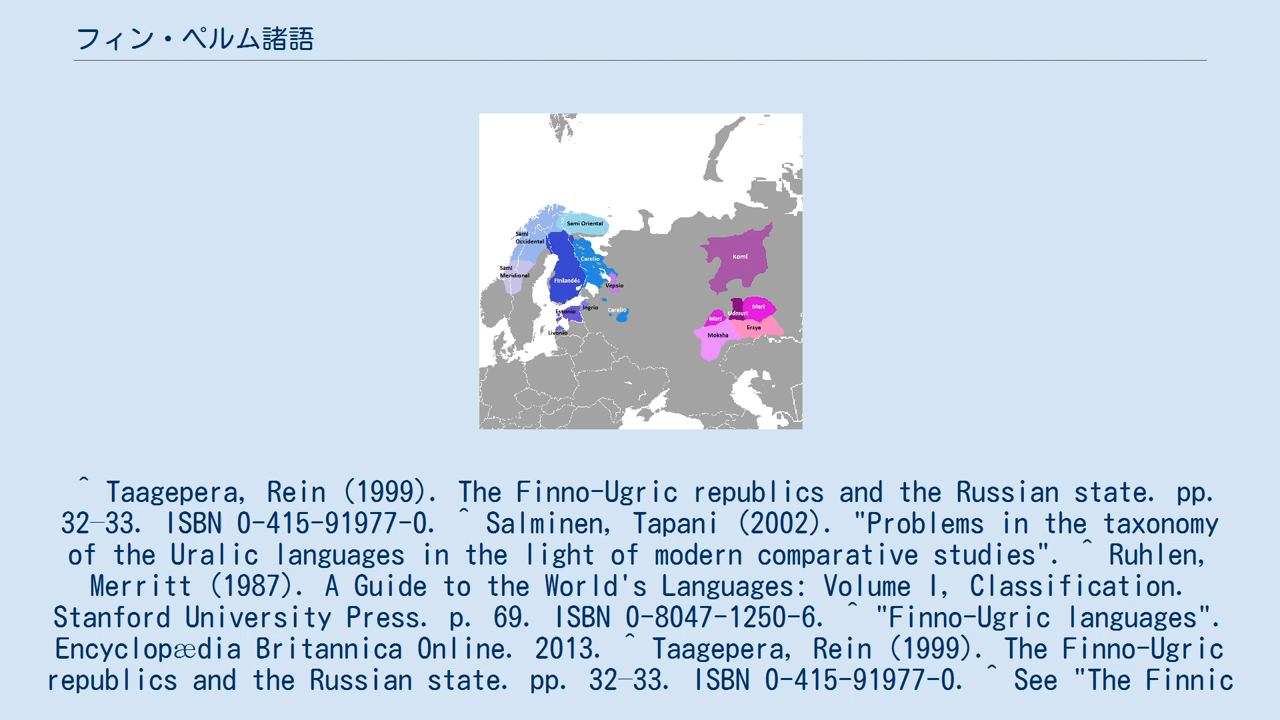 フィン・ペルム諸語
Sami Oriental
Sami
Occidental
Carelio
Sami
Meridional
Finlandés
Vepsio
Estonio
Ingrio
Carelio
Livonio
Komi
Mari
Udmurt
Mari
Erzya
Moksha
^ Taagepera, Rein (1999). The Finno-Ugric republics and the Russian state. pp.
32–33. ISBN 0-415-91977-0. ^ Salminen, Tapani (2002). "Problems in the taxonomy
of the Uralic languages in the light of modern comparative studies". ^ Ruhlen,
Merritt (1987). A Guide to the World's Languages: Volume I, Classification.
Stanford University Press. p. 69. ISBN 0-8047-1250-6. ^ "Finno-Ugric languages".
Encyclopædia Britannica Online. 2013. ^ Taagepera, Rein (1999). The Finno-Ugric
republics and the Russian state. pp. 32–33. ISBN 0-415-91977-0. ^ See "The Finnic